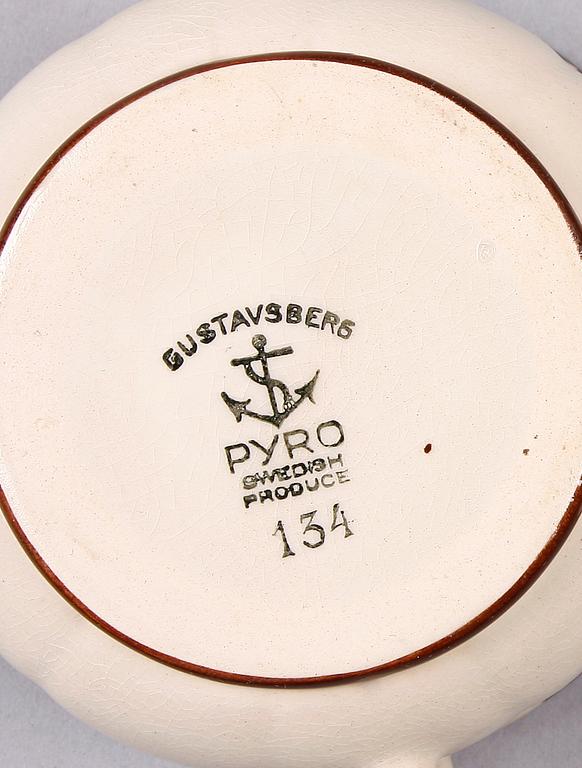 GUSTAVSBERG
PYRO
SWEDISH
PRODUCE
134